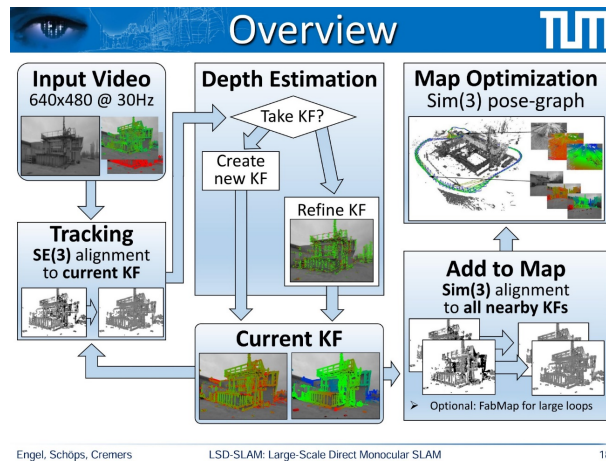 Overview
TUM
Input Video
640x480 @ 30Hz
Tracking
SE(3) alignment
to current KF
Depth Estimation
Take KF?
Create
new KF
Refine KF
Current KF
Map Optimization
Sim(3) pose-graph
Add to Map
Sim(3) alignment
to all nearby KFs
➤ Optional: FabMap for large loops
Engel, Schöps, Cremers
LSD-SLAM: Large-Scale Direct Monocular SLAM